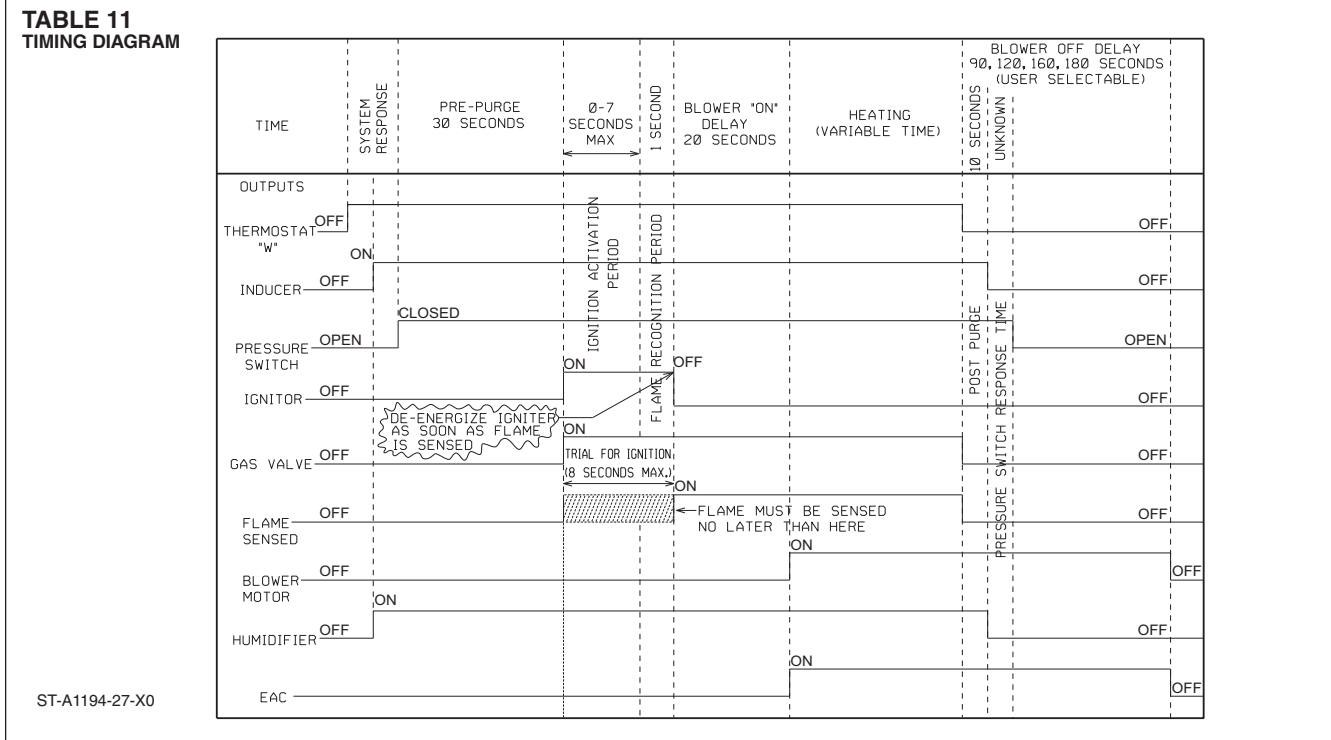 TABLE 11
TIMING DIAGRAM
BLOWER OFF DELAY
90,120,160,180 SECONDS
(USER SELECTABLE)
TIME
SYSTEM
RESPONSE
PRE-PURGE
30 SECONDS
0-7
SECONDS
MAX
1 SECOND
BLOWER "ON"
DELAY
20 SECONDS
HEATING
(VARIABLE TIME)
10 SECONDS
UNKNOWN
OUTPUTS
THERMOSTAT
"W"
OFF
OFF
IGNITION ACTIVATION
PERIOD
FLAME RECOGNITION PERIOD
POST PURGE
PRESSURE SWITCH RESPONSE TIME
INDUCER
OFF
ON
OFF
PRESSURE
SWITCH
OPEN
CLOSED
OPEN
IGNITOR
OFF
ON
OFF
OFF
DE-ENERGIZE IGNITER
AS SOON AS FLAME
IS SENSED
GAS VALVE
OFF
ON
OFF
TRIAL FOR IGNITION
(8 SECONDS MAX.)
FLAME
SENSED
OFF
ON
OFF
FLAME MUST BE SENSED
NO LATER THAN HERE
BLOWER
MOTOR
OFF
ON
OFF
HUMIDIFIER
OFF
ON
OFF
EAC
ON
OFF
ST-A1194-27-X0